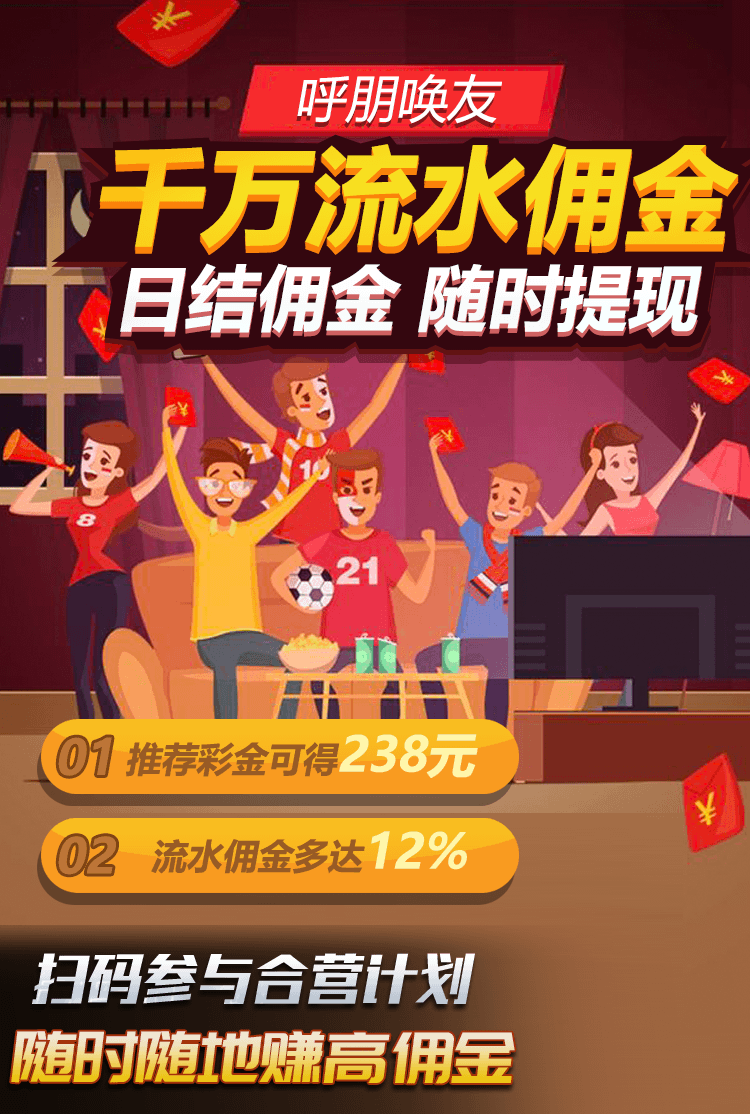 呼朋唤友
千万流水佣金
日结佣金 随时提现
8
10
21
01 推荐彩金可得238元
02 流水佣金多达12%
扫码参与合营计划
随时随地赚高佣金